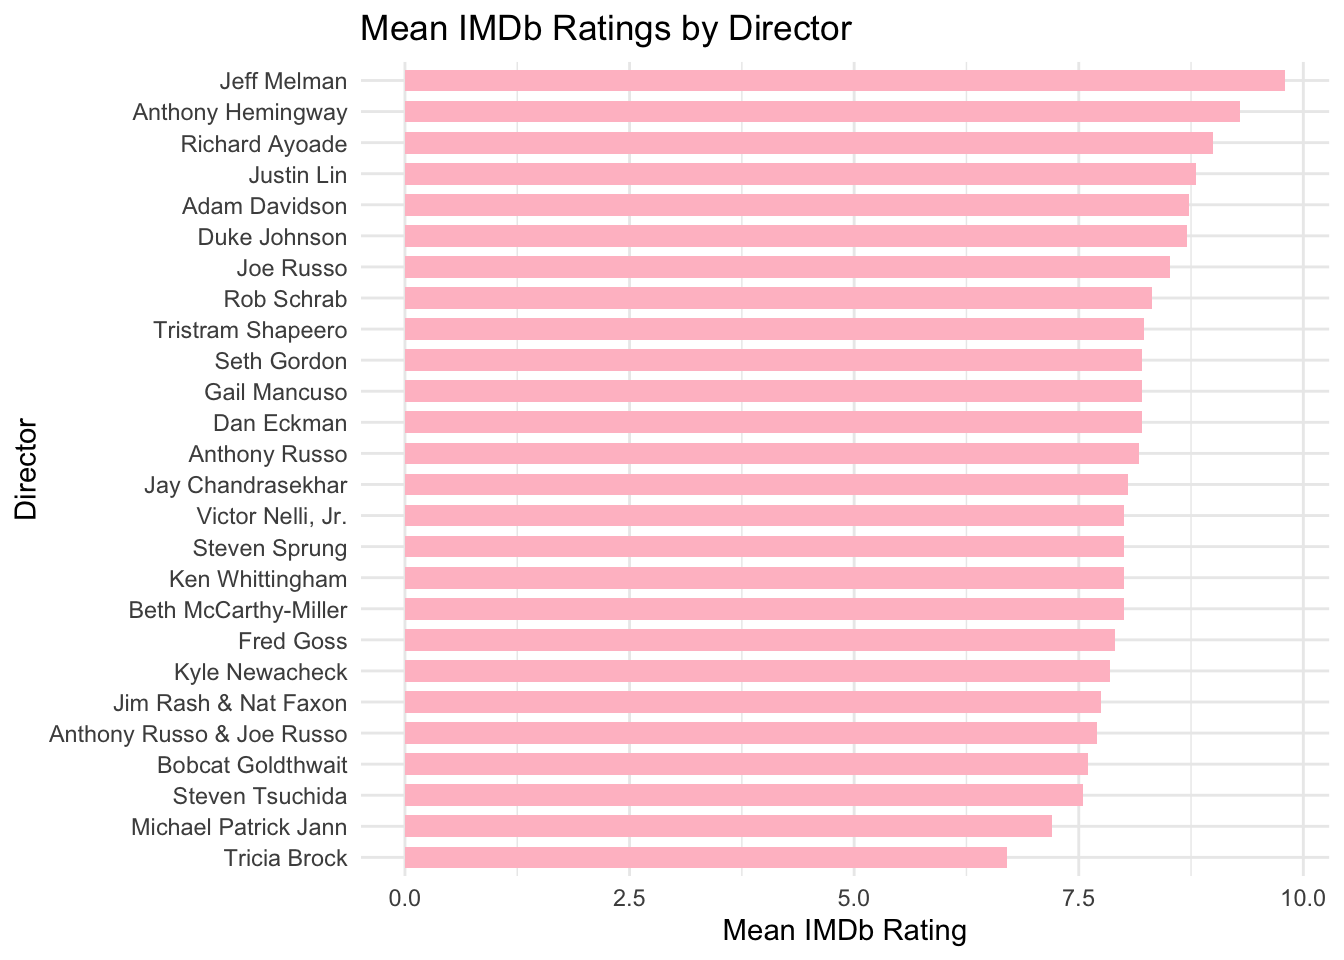 Mean IMDb Ratings by Director
Jeff Melman
Anthony Hemingway
Richard Ayoade
Justin Lin
Adam Davidson
Duke Johnson
Joe Russo
Rob Schrab
Tristram Shapeero
Seth Gordon
Gail Mancuso
Dan Eckman
Anthony Russo
Jay Chandrasekhar
Victor Nelli, Jr.
Steven Sprung
Ken Whittingham
Beth McCarthy-Miller
Fred Goss
Kyle Newacheck
Jim Rash & Nat Faxon
Anthony Russo & Joe Russo
Bobcat Goldthwait
Steven Tsuchida
Michael Patrick Jann
Tricia Brock
Director
0.0 2.5 5.0 7.5 10.0
Mean IMDb Rating